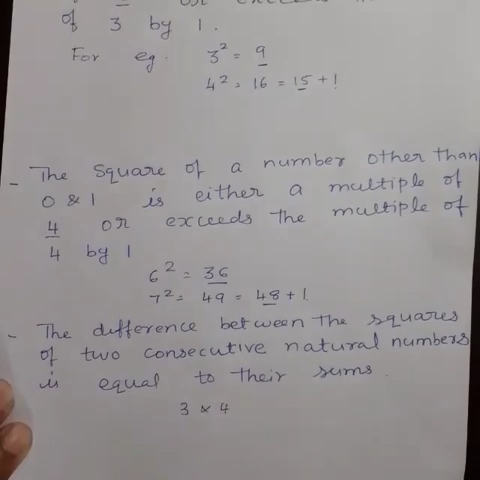 of 3 by 1.
For eg. 3² = 9
4² = 16 = 15 + 1
- The square of a number other than
0 & 1 is either a multiple of
4 or exceeds the multiple of
4 by 1
6² = 36
7² = 49 = 48 + 1
- The difference between the squares
of two consecutive natural numbers
is equal to their sums.
3 & 4